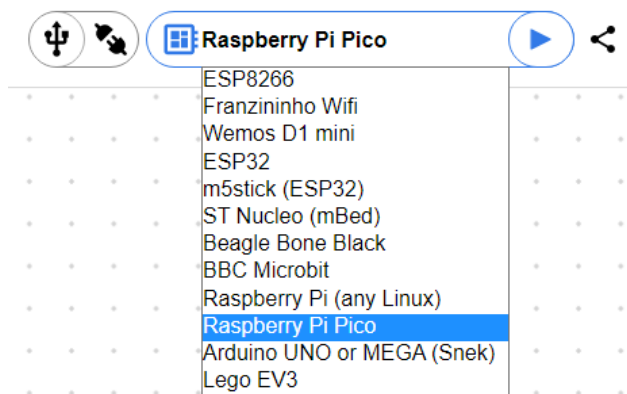 Raspberry Pi Pico
ESP8266
Franzininho Wifi
Wemos D1 mini
ESP32
m5stick (ESP32)
ST Nucleo (mBed)
Beagle Bone Black
BBC Microbit
Raspberry Pi (any Linux)
Raspberry Pi Pico
Arduino UNO or MEGA (Snek)
Lego EV3